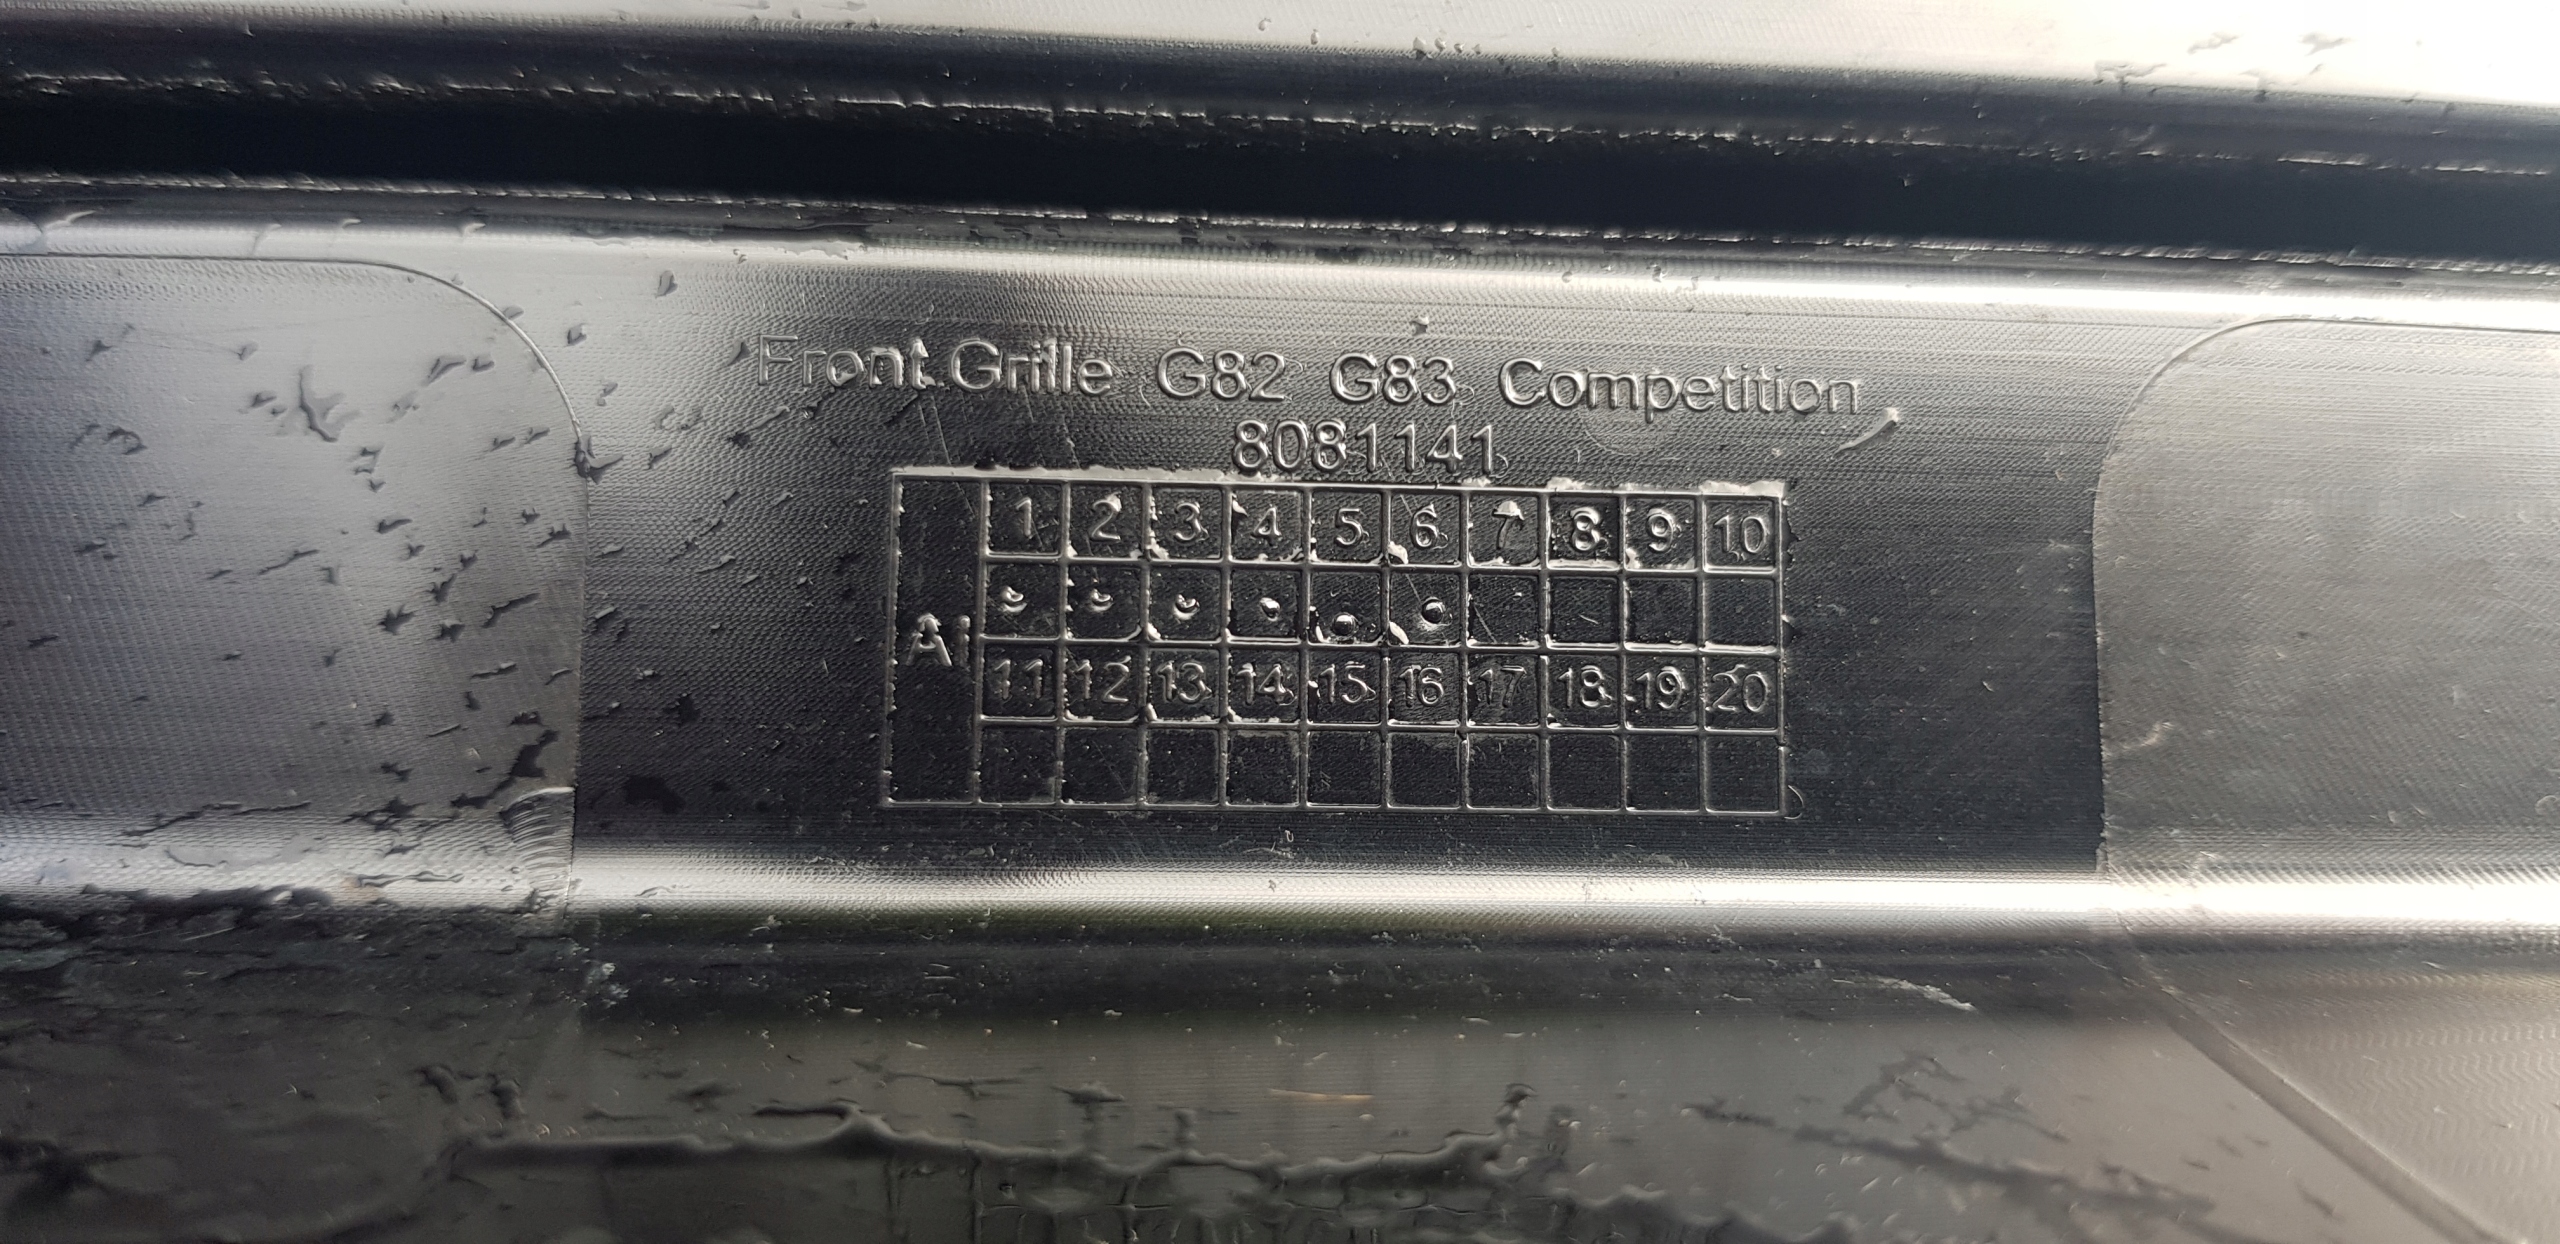 Front Grille G82 G83 Competition
8081141
1 2 3 4 5 6 7 8 9 10
AI
11 12 13 14 15 16 17 18 19 20